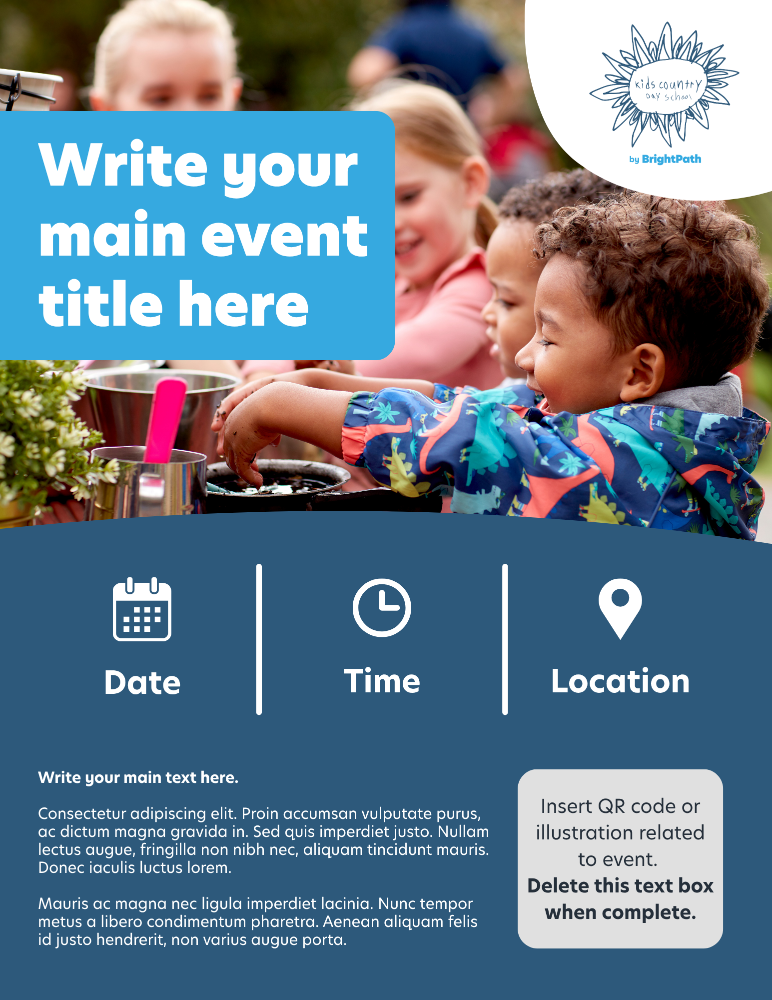 kids country
Day school
by BrightPath
Write your
main event
title here
Date
Time
Location
Write your main text here.
Consectetur adipiscing elit. Proin accumsan vulputate purus,
ac dictum magna gravida in. Sed quis imperdiet justo. Nullam
lectus augue, fringilla non nibh nec, aliquam tincidunt mauris.
Donec iaculis luctus lorem.
Mauris ac magna nec ligula imperdiet lacinia. Nunc tempor
metus a libero condimentum pharetra. Aenean aliquam felis
id justo hendrerit, non varius augue porta.
Insert QR code or
illustration related
to event.
Delete this text box
when complete.